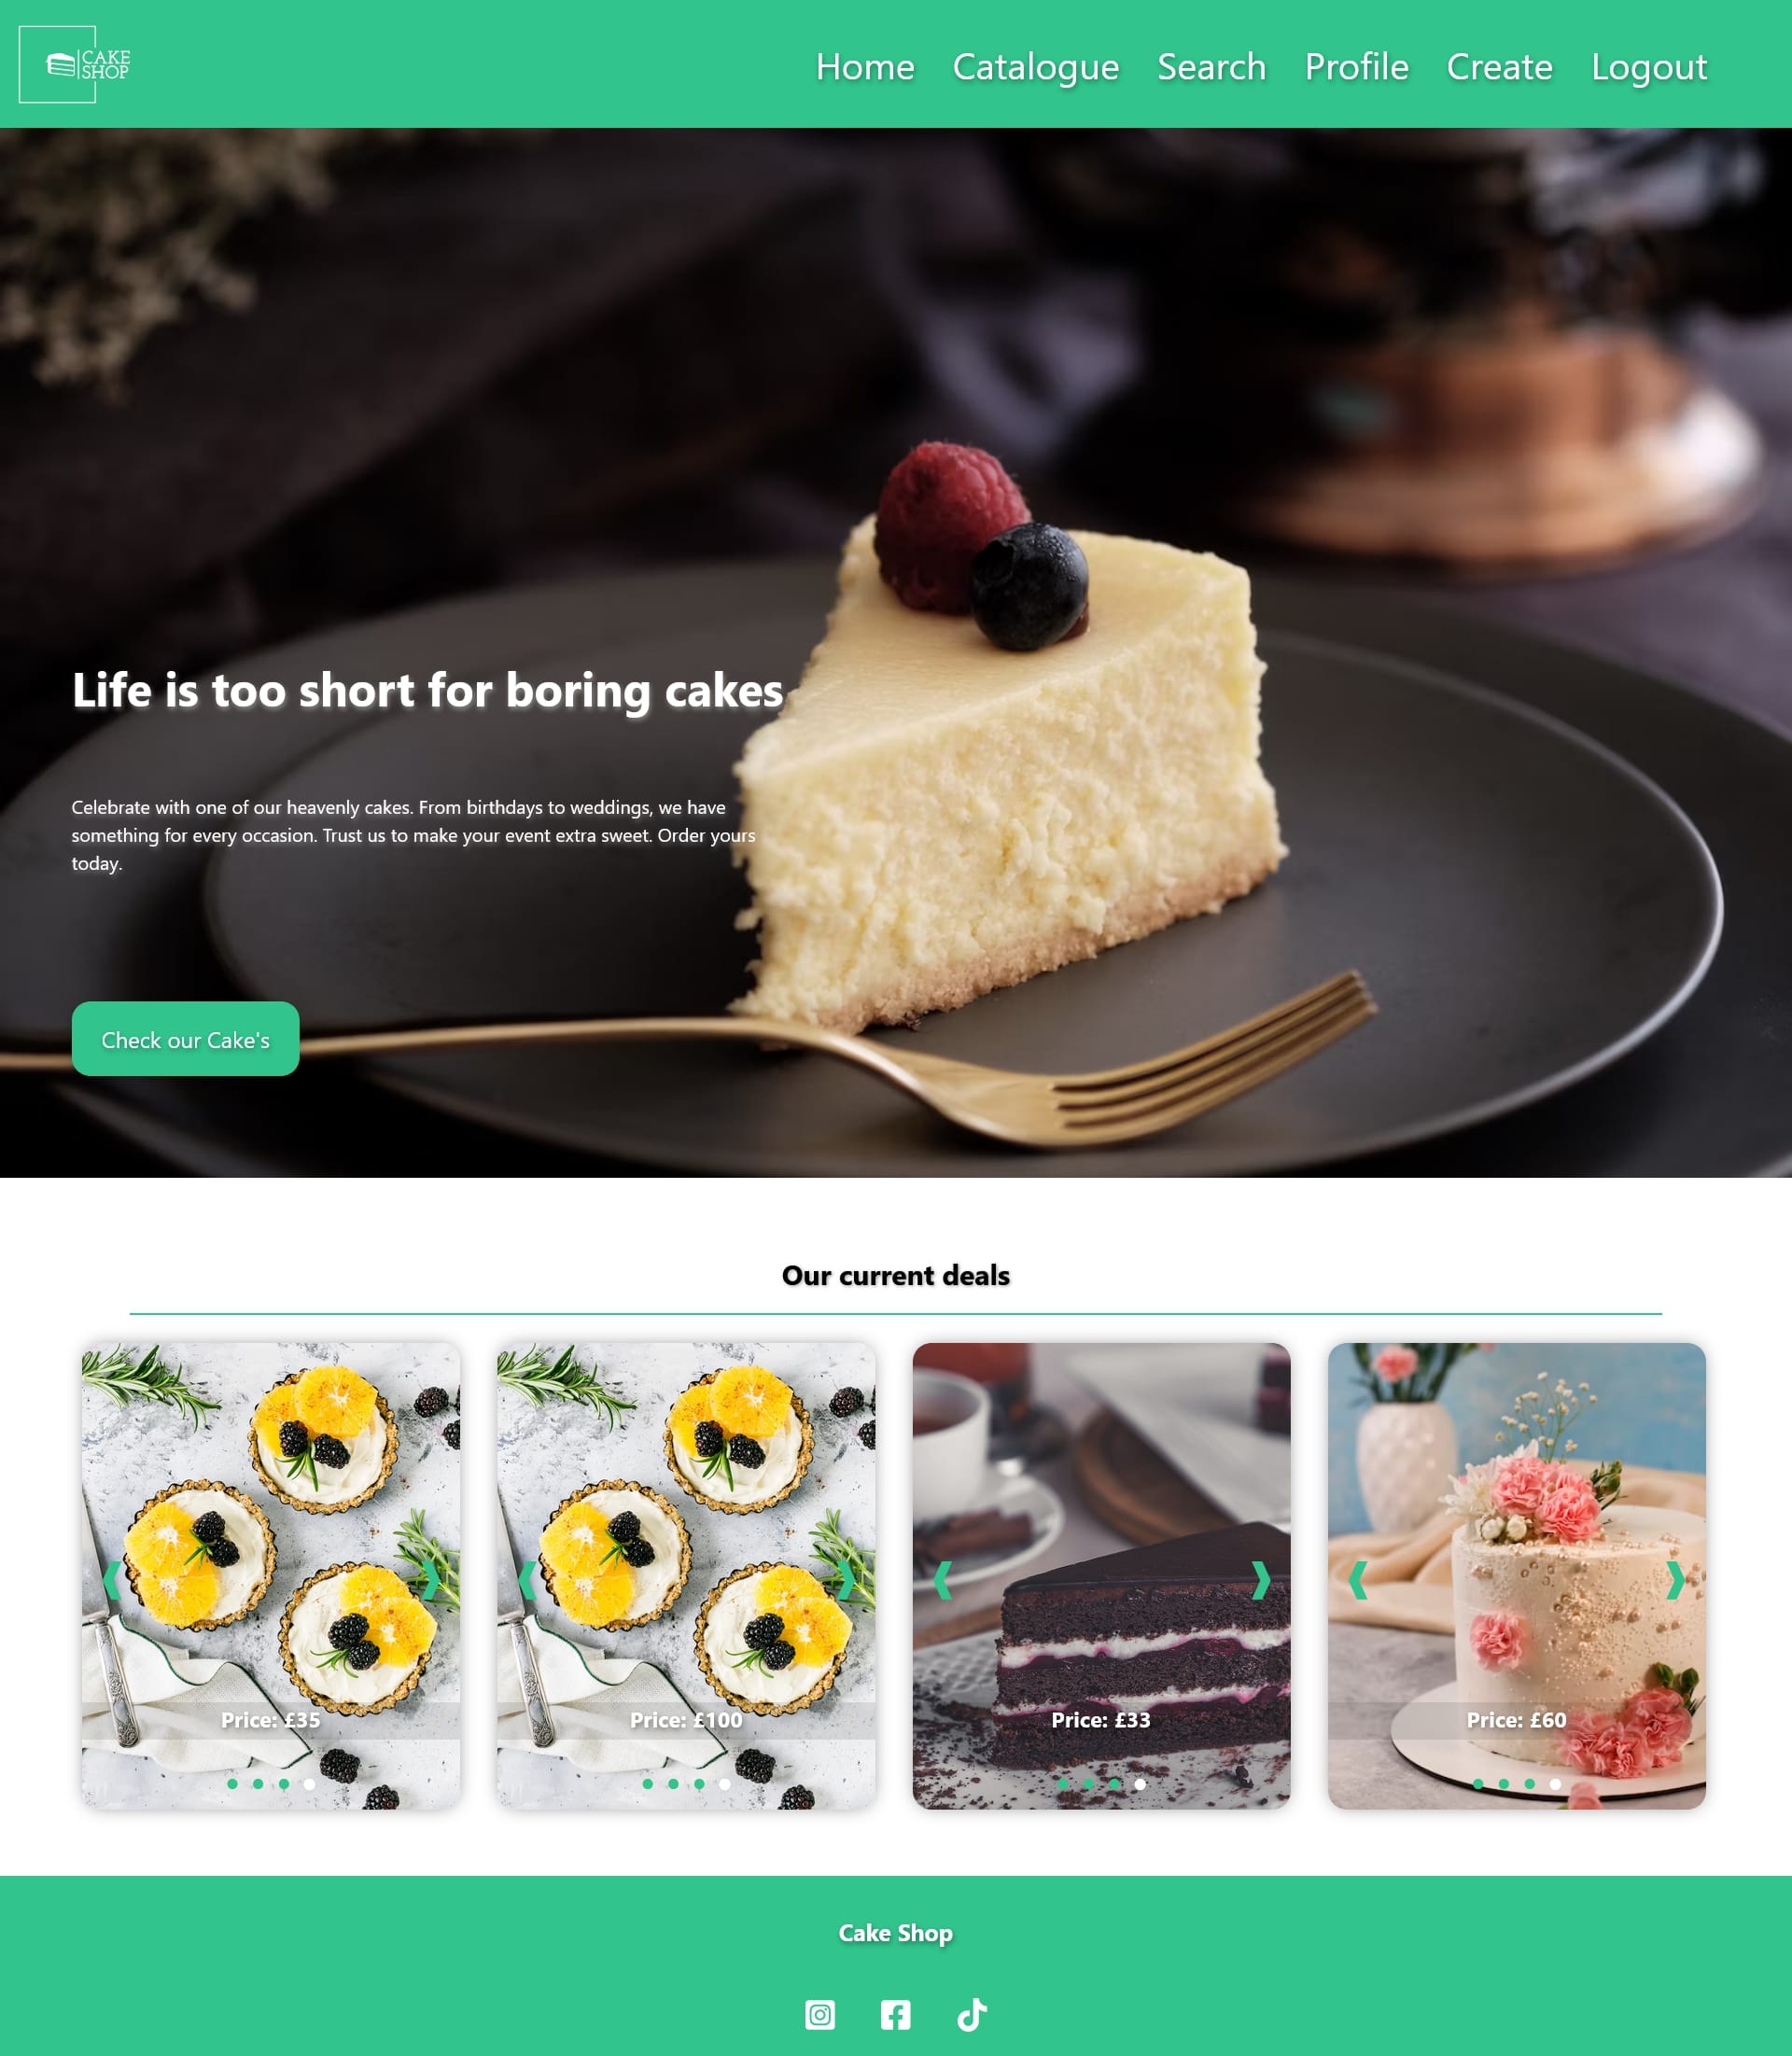 CAKE
SHOP
Home Catalogue Search Profile Create Logout
Life is too short for boring cakes
Celebrate with one of our heavenly cakes. From birthdays to weddings, we have
something for every occasion. Trust us to make your event extra sweet. Order yours
today.
Check our Cake's
Our current deals
Price: £35
Price: £100
Price: £33
Price: £60
Cake Shop